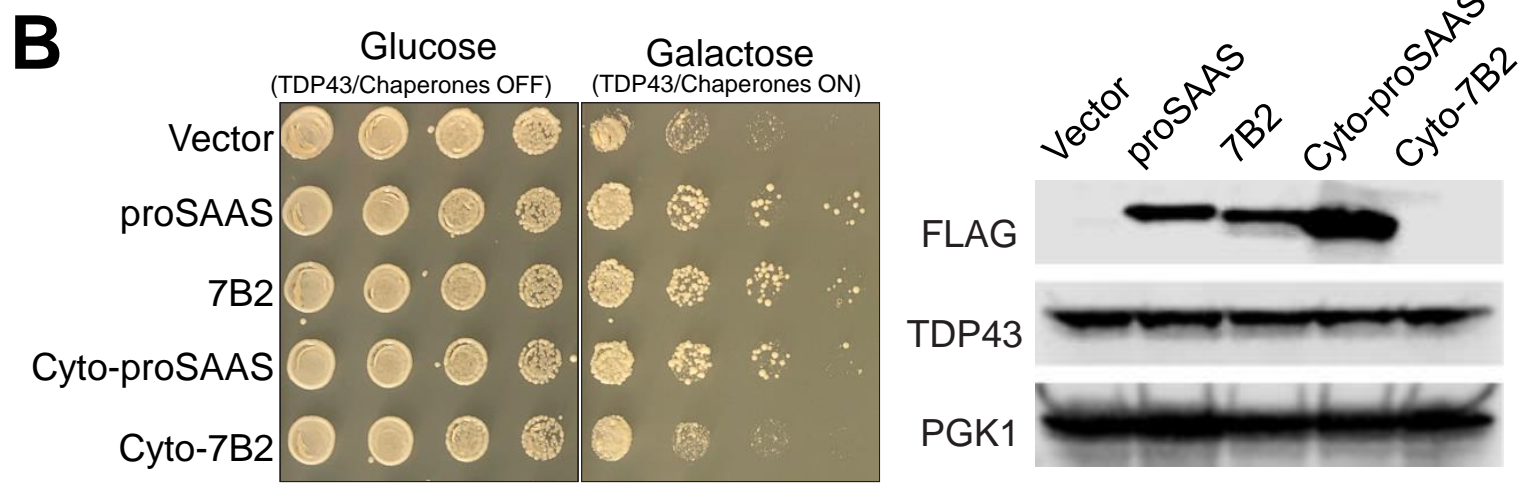 B
Glucose
(TDP43/Chaperones OFF)
Galactose
(TDP43/Chaperones ON)
Vector
proSAAS
7B2
Cyto-proSAAS
Cyto-7B2
Vector
proSAAS
7B2
Cyto-proSAAS
Cyto-7B2
FLAG
TDP43
PGK1